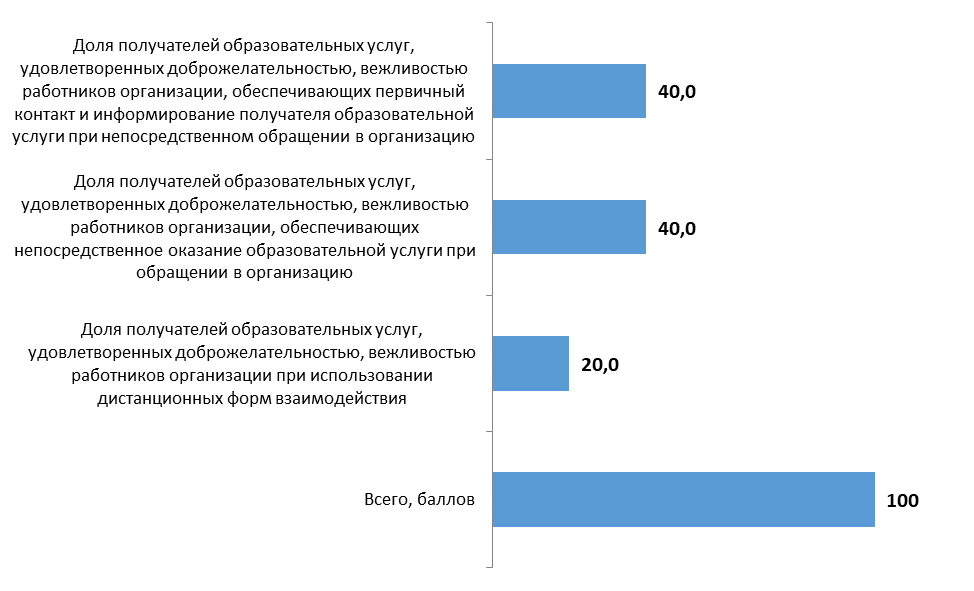 Доля получателей образовательных услуг,
удовлетворенных доброжелательностью, вежливостью
работников организации, обеспечивающих первичный
контакт и информирование получателя образовательной
услуги при непосредственном обращении в организацию
40,0
Доля получателей образовательных услуг,
удовлетворенных доброжелательностью, вежливостью
работников организации, обеспечивающих
непосредственное оказание образовательной услуги при
обращении в организацию
40,0
Доля получателей образовательных услуг,
удовлетворенных доброжелательностью, вежливостью
работников организации при использовании
дистанционных форм взаимодействия
20,0
Всего, баллов
100